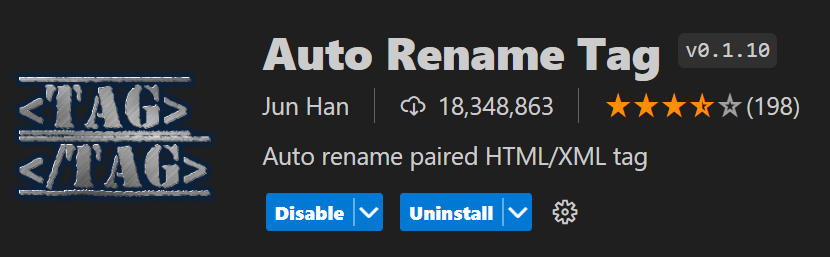 Auto Rename Tag v0.1.10
<TAG>
</TAG>
Jun Han 18,348,863 (198)
Auto rename paired HTML/XML tag
Disable Uninstall